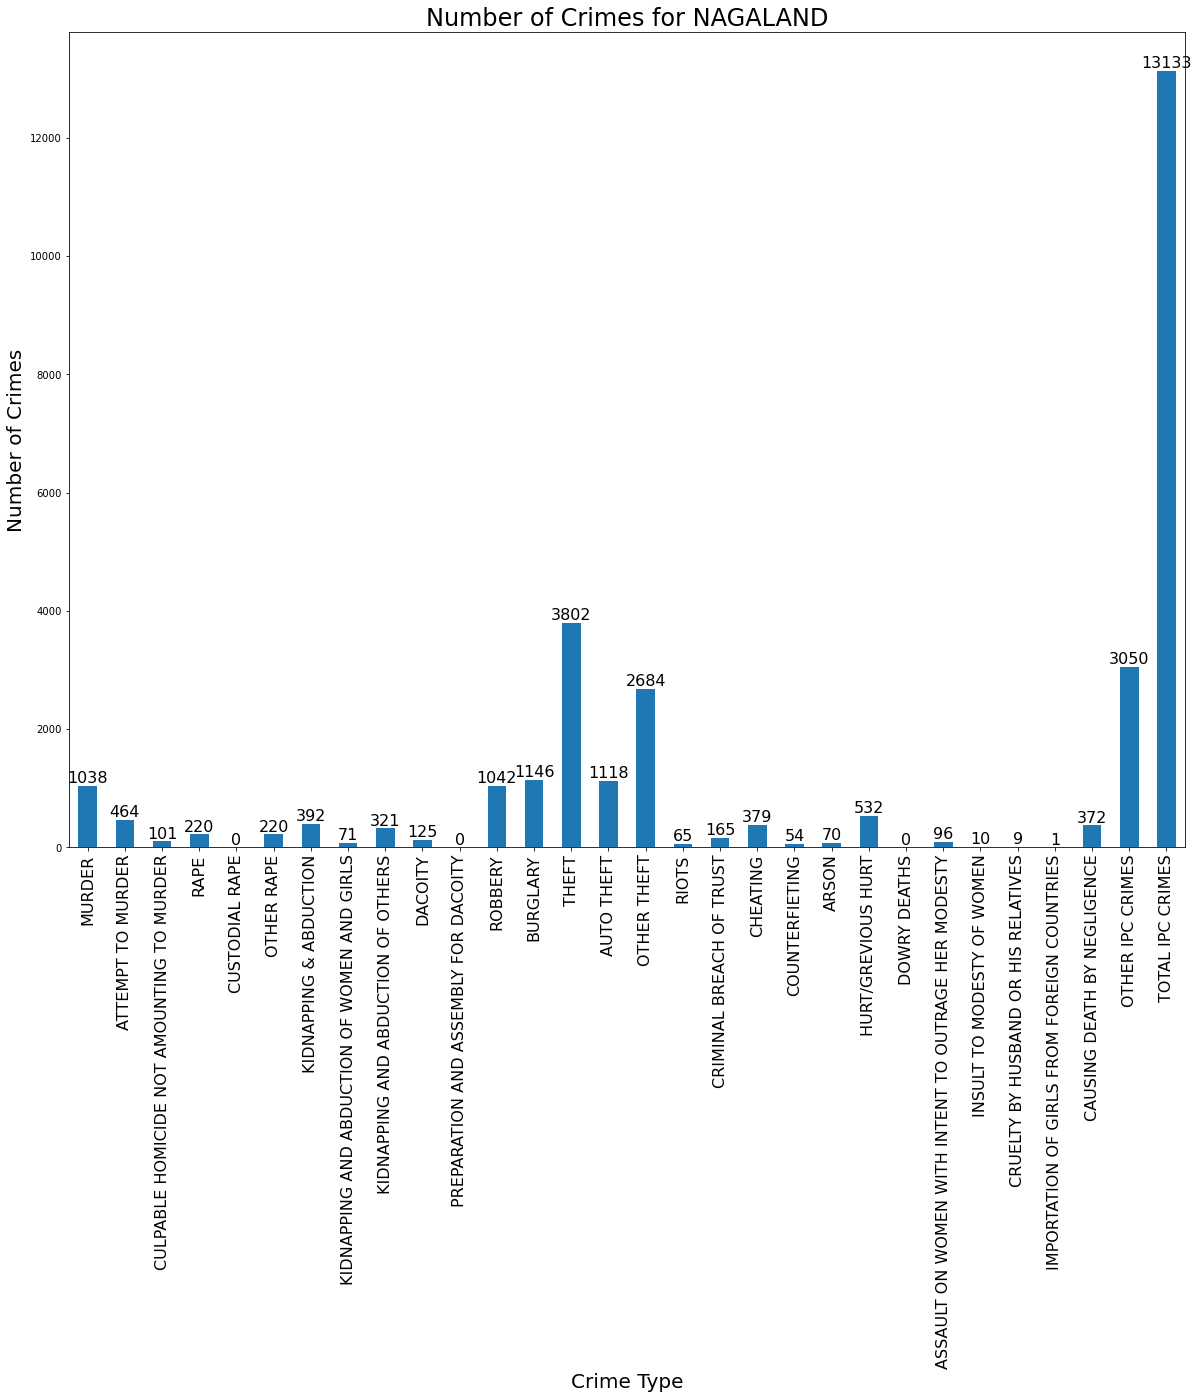 Number of Crimes for NAGALAND
Number of Crimes
12000
10000
8000
6000
4000
2000
0
1038
464
101
220
0
220
392
71
321
125
0
1042
1146
3802
1118
2684
65
165
379
54
70
532
0
96
10
9
1
372
3050
13133
MURDER
ATTEMPT TO MURDER
CULPABLE HOMICIDE NOT AMOUNTING TO MURDER
RAPE
CUSTODIAL RAPE
OTHER RAPE
KIDNAPPING & ABDUCTION
KIDNAPPING AND ABDUCTION OF WOMEN AND GIRLS
KIDNAPPING AND ABDUCTION OF OTHERS
DACOITY
PREPARATION AND ASSEMBLY FOR DACOITY
ROBBERY
BURGLARY
THEFT
AUTO THEFT
OTHER THEFT
RIOTS
CRIMINAL BREACH OF TRUST
CHEATING
COUNTERFIETING
ARSON
HURT/GREVIOUS HURT
DOWRY DEATHS
ASSAULT ON WOMEN WITH INTENT TO OUTRAGE HER MODESTY
INSULT TO MODESTY OF WOMEN
CRUELTY BY HUSBAND OR HIS RELATIVES
IMPORTATION OF GIRLS FROM FOREIGN COUNTRIES
CAUSING DEATH BY NEGLIGENCE
OTHER IPC CRIMES
TOTAL IPC CRIMES
Crime Type